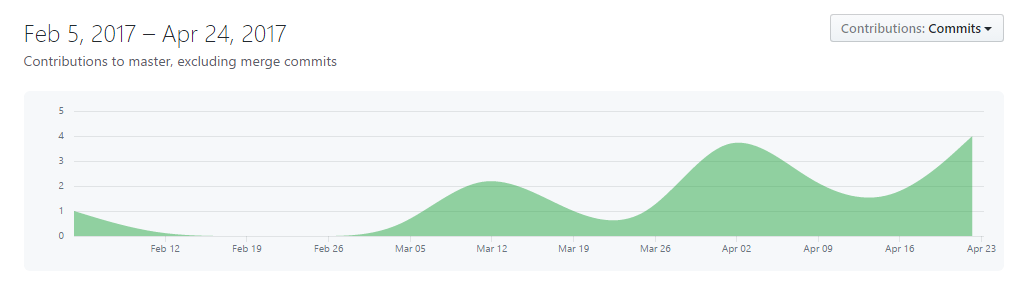 Feb 5, 2017 – Apr 24, 2017
Contributions: Commits
Contributions to master, excluding merge commits
5
4
3
2
1
0
Feb 12
Feb 19
Feb 26
Mar 05
Mar 12
Mar 19
Mar 26
Apr 02
Apr 09
Apr 16
Apr 23